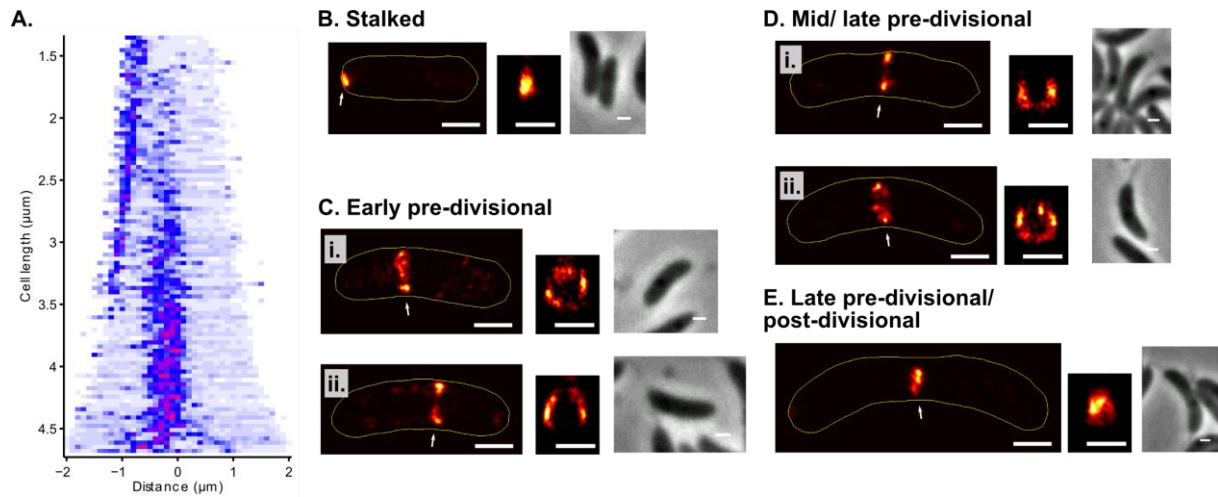 A.
1.5
2
2.5
3
3.5
4
4.5
Cell length (µum)
−2
−1
0
1
2
Distance (µm)
B. Stalked
C. Early pre-divisional
i.
ii.
D. Mid/ late pre-divisional
i.
ii.
E. Late pre-divisional/
post-divisional